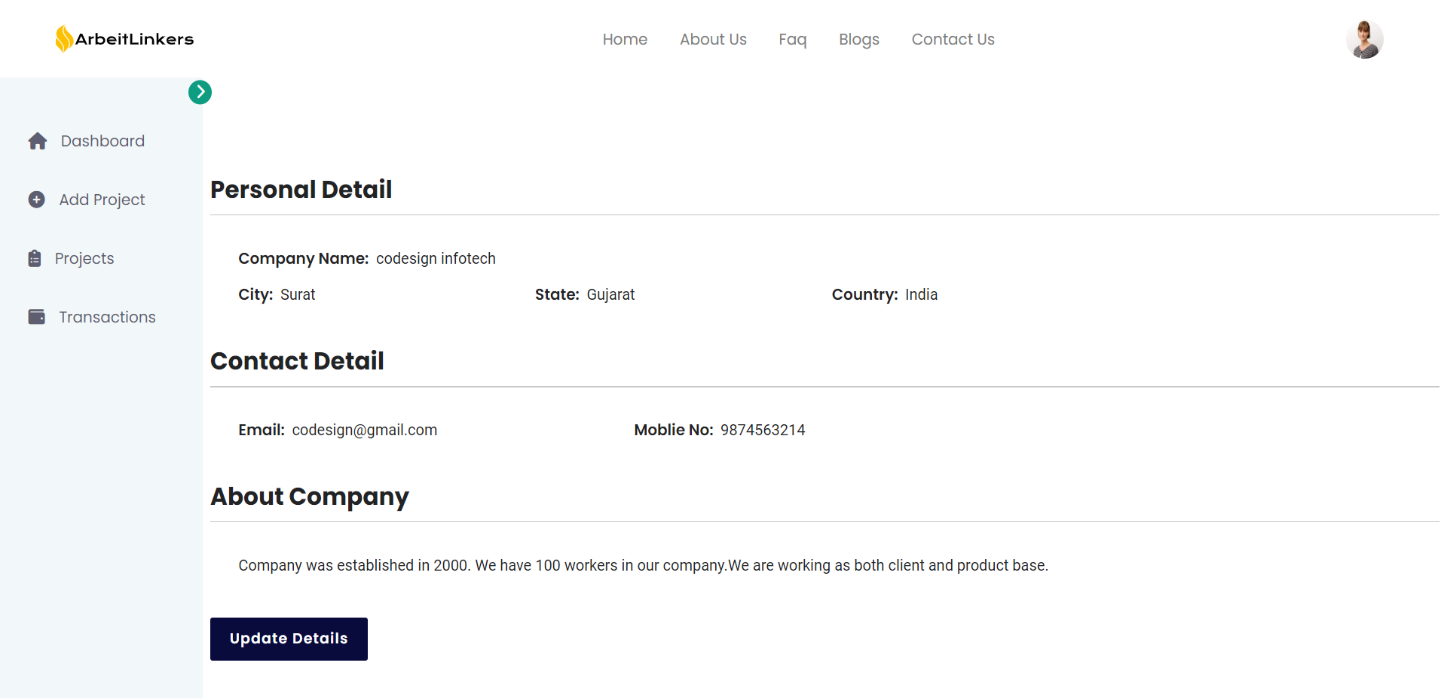 ArbeitLinkers
Home About Us Faq Blogs Contact Us
Dashboard
Add Project
Projects
Transactions
Personal Detail
Company Name: codesign infotech
City: Surat State: Gujarat Country: India
Contact Detail
Email: codesign@gmail.com Moblie No: 9874563214
About Company
Company was established in 2000. We have 100 workers in our company.We are working as both client and product base.
Update Details